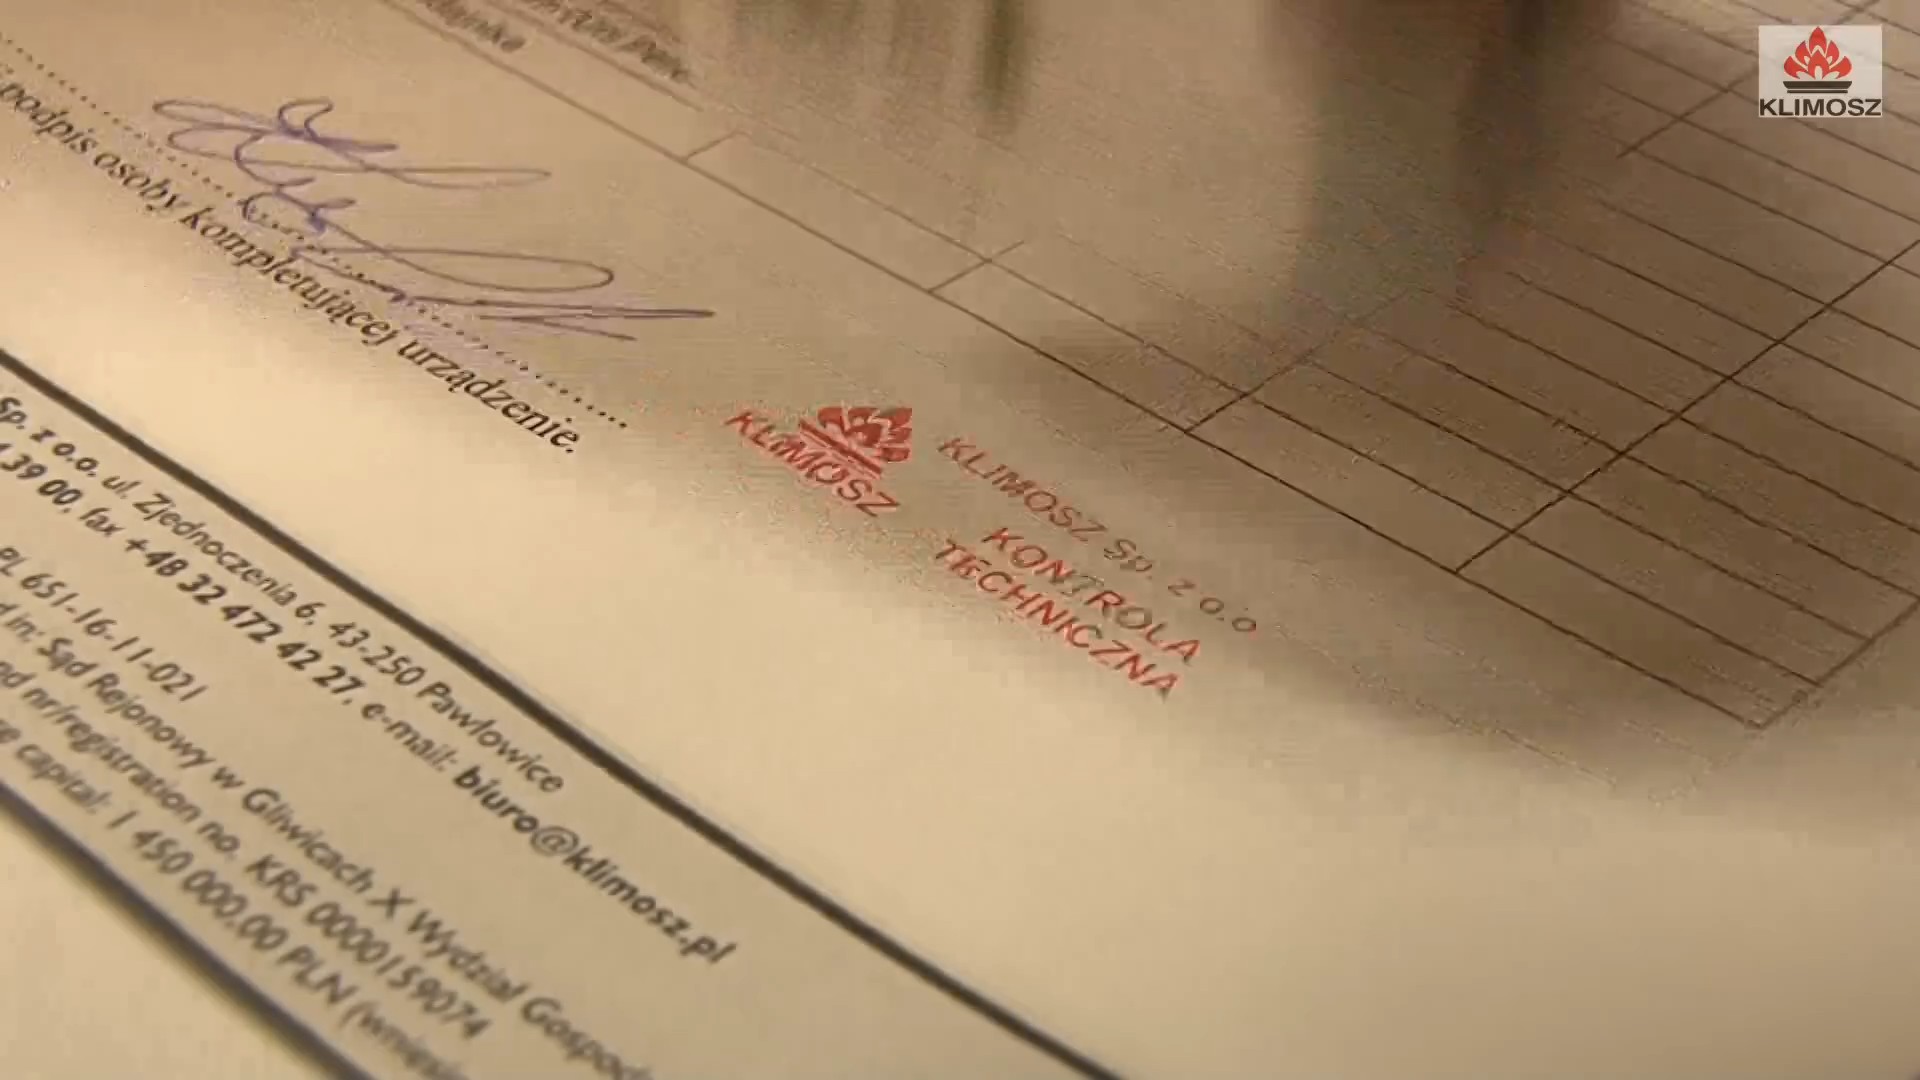 KLIMOSZ
podpis osoby kompletującej urządzenie.
KLIMOSZ
KLIMOSZ Sp. z o.o
KONTROLA
TECHNICZNA
Sp. z o.o. ul. Zjednoczenia 6, 43-250 Pawłowice
39 00, fax +48 32 472 42 27, e-mail: biuro@klimosz.pl
PL 651-16-11-021
in: Sąd Rejonowy w Gliwicach X Wydział
nr/registration no. KRS 0000159074
capital: 1 450 000,00 PLN